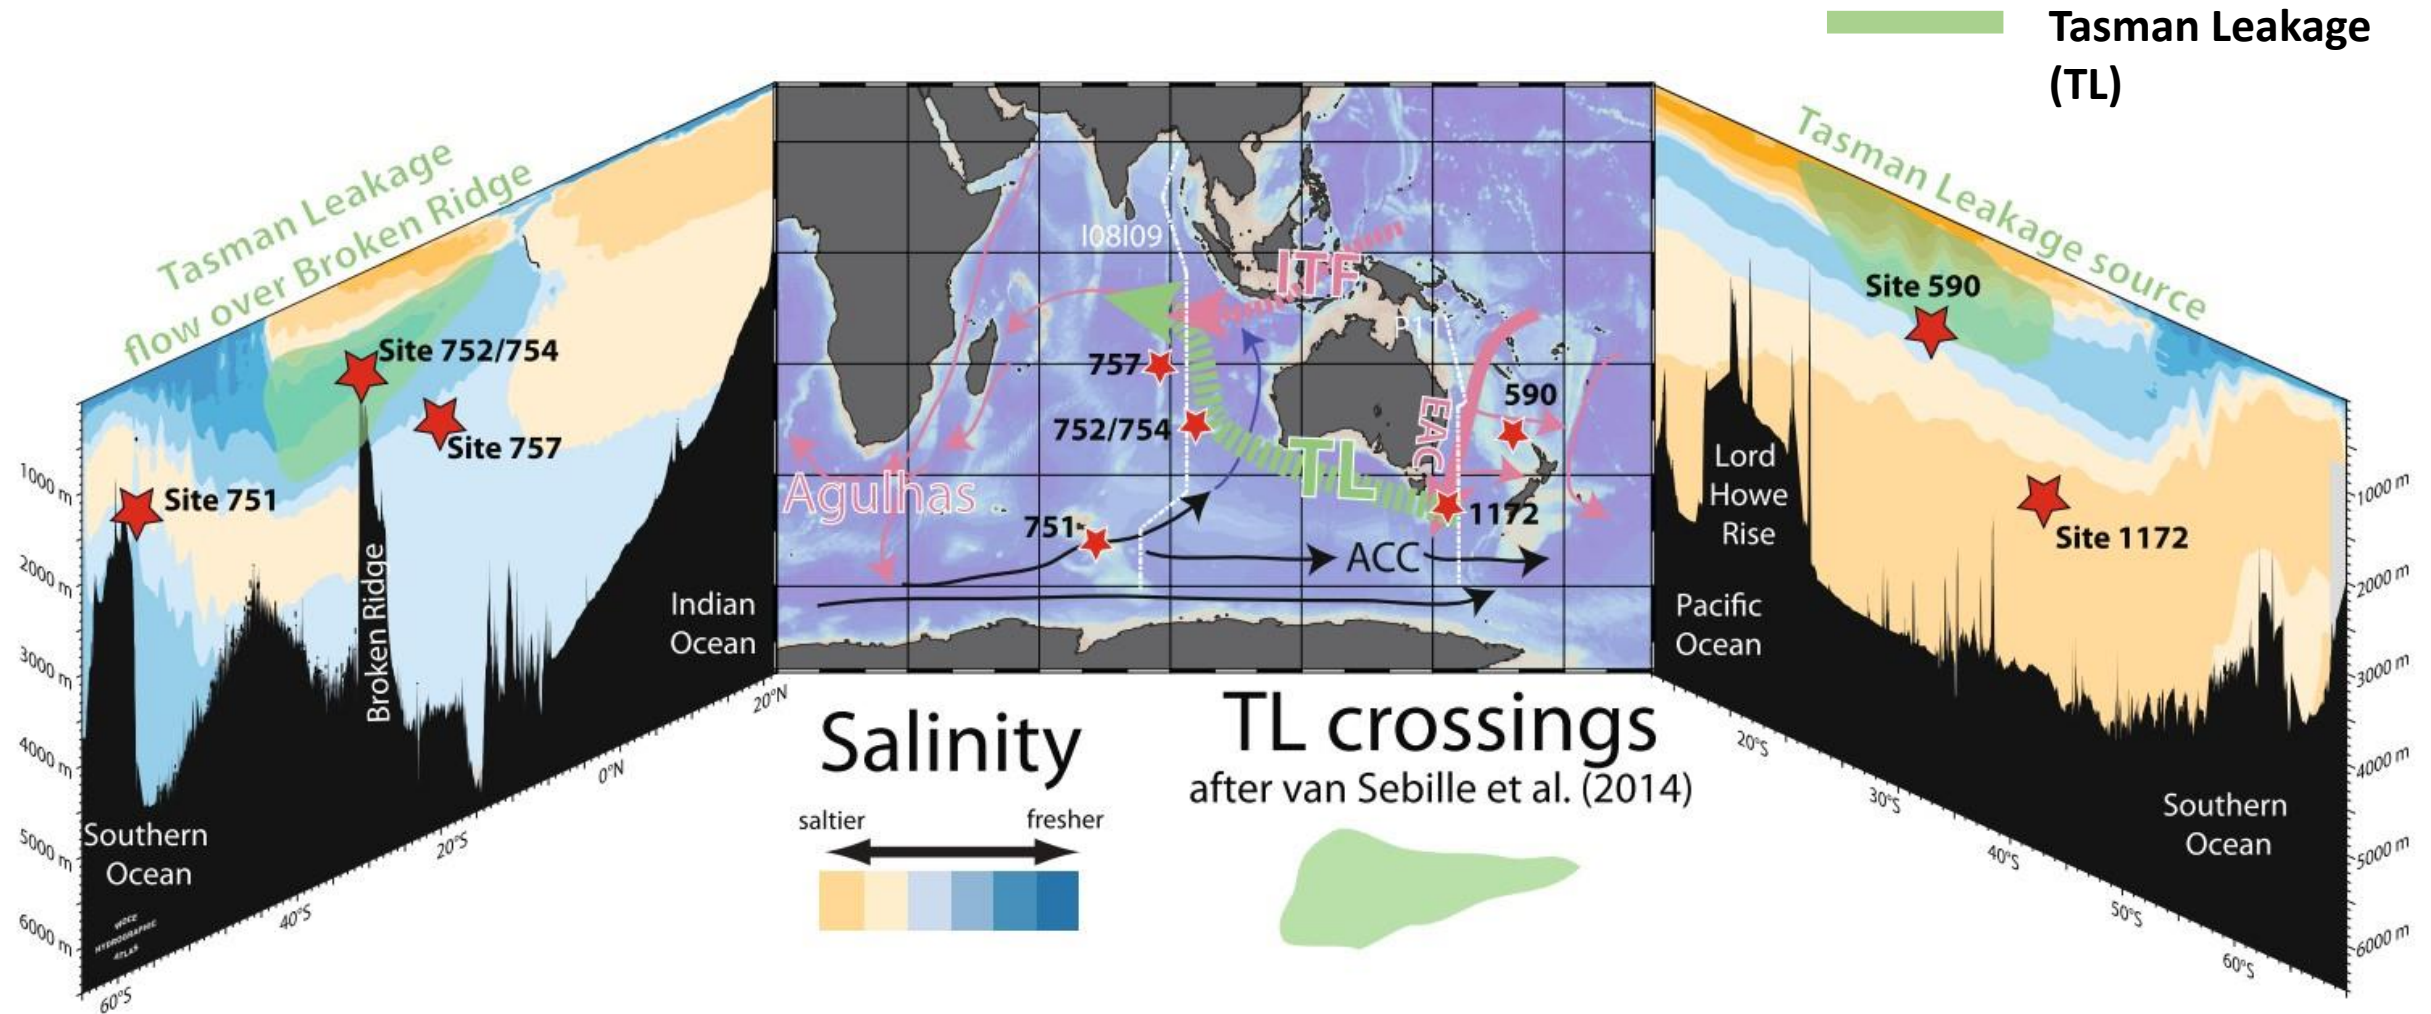 Tasman Leakage
(TL)
Tasman Leakage
flow over Broken Ridge
Site 752/754
Site 757
Site 751
Broken Ridge
Indian
Ocean
Southern
Ocean
WOCE
HYDROGRAPHIC
ATLAS
1000 m
2000 m
3000 m
4000 m
5000 m
6000 m
60°S
40°S
20°S
0°N
20°N
I08I09
ITF
P11
757
752/754
590
EAC
TL
Agulhas
751
1172
ACC
Tasman Leakage source
Site 590
Lord
Howe
Rise
Site 1172
Pacific
Ocean
Southern
Ocean
20°S
30°S
40°S
50°S
60°S
1000 m
2000 m
3000 m
4000 m
5000 m
6000 m
Salinity
saltier
fresher
TL crossings
after van Sebille et al. (2014)